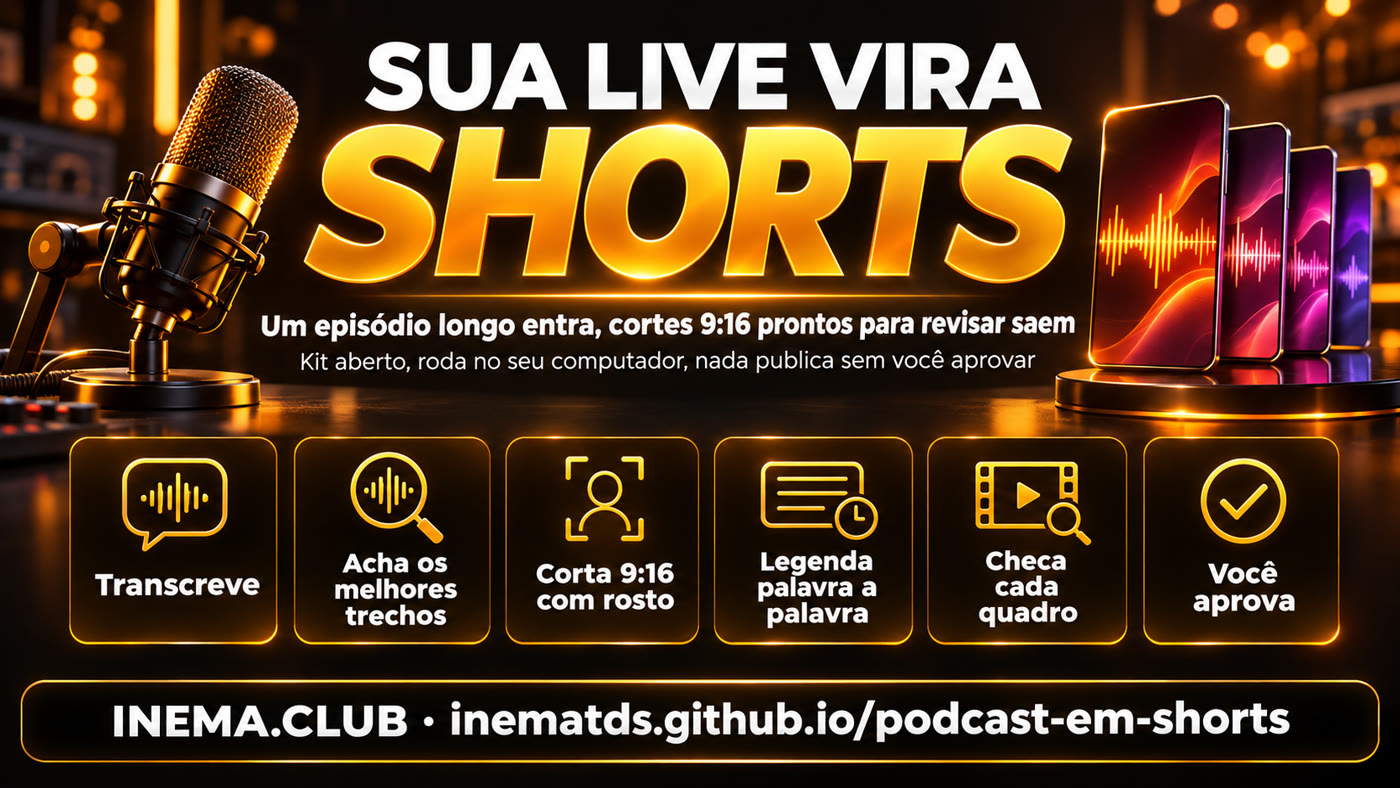 SUA LIVE VIRA
SHORTS
Um episódio longo entra, cortes 9:16 prontos para revisar saem
Kit aberto, roda no seu computador, nada publica sem você aprovar
Transcreve
Acha os
melhores
trechos
Corta 9:16
com rosto
Legenda
palavra a
palavra
Checa
cada
quadro
Você
aprova
INEMA.CLUB · inematds.github.io/podcast-em-shorts